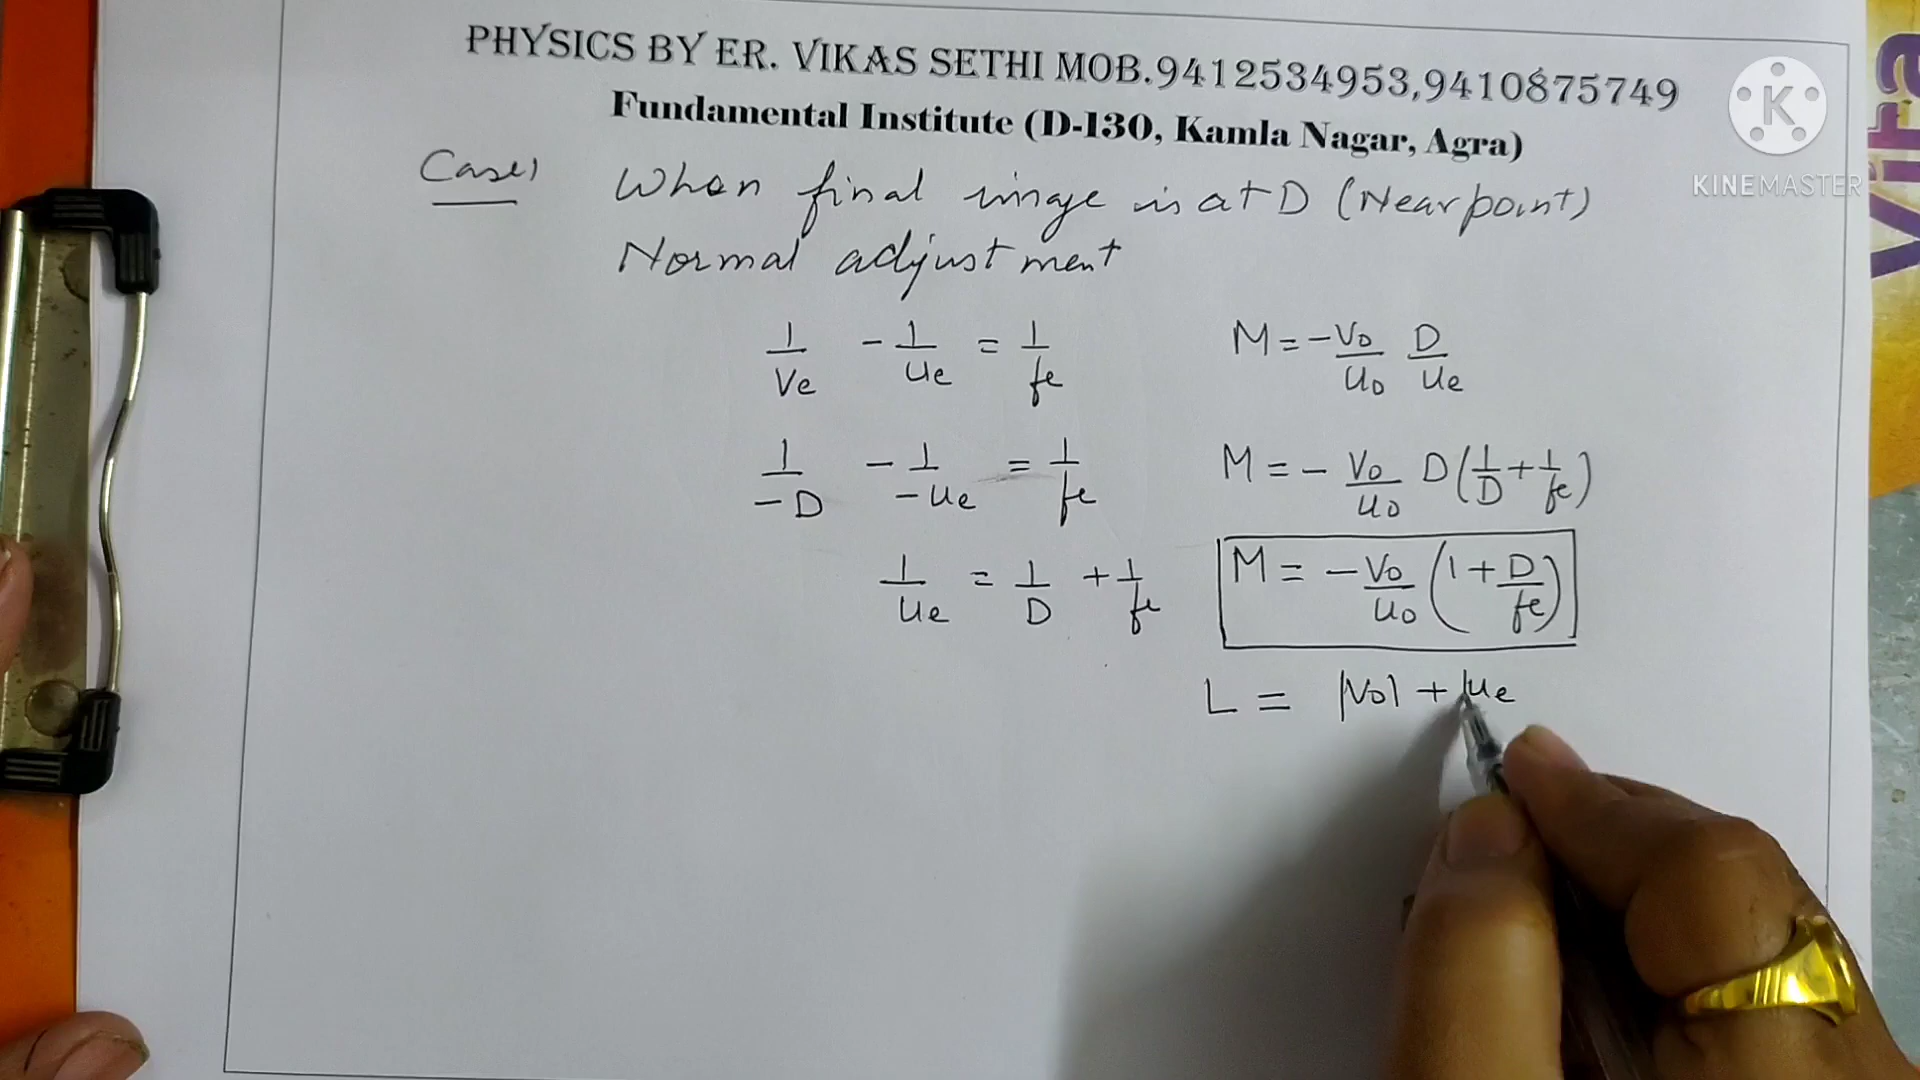 PHYSICS BY ER. VIKAS SETHI MOB.9412534953,9410875749
Fundamental Institute (D-130, Kamla Nagar, Agra)
K
KINEMASTER
Case1 When final image is at D (Near point)
Normal adjustment
1/Ve - 1/ue = 1/fe
M = -Vo/uo D/ue
1/-D - 1/-ue = 1/fe
M = - Vo/uo D(1/D + 1/fe)
1/ue = 1/D + 1/fe
M = -Vo/uo (1 + D/fe)
L = |Vo| + |ue